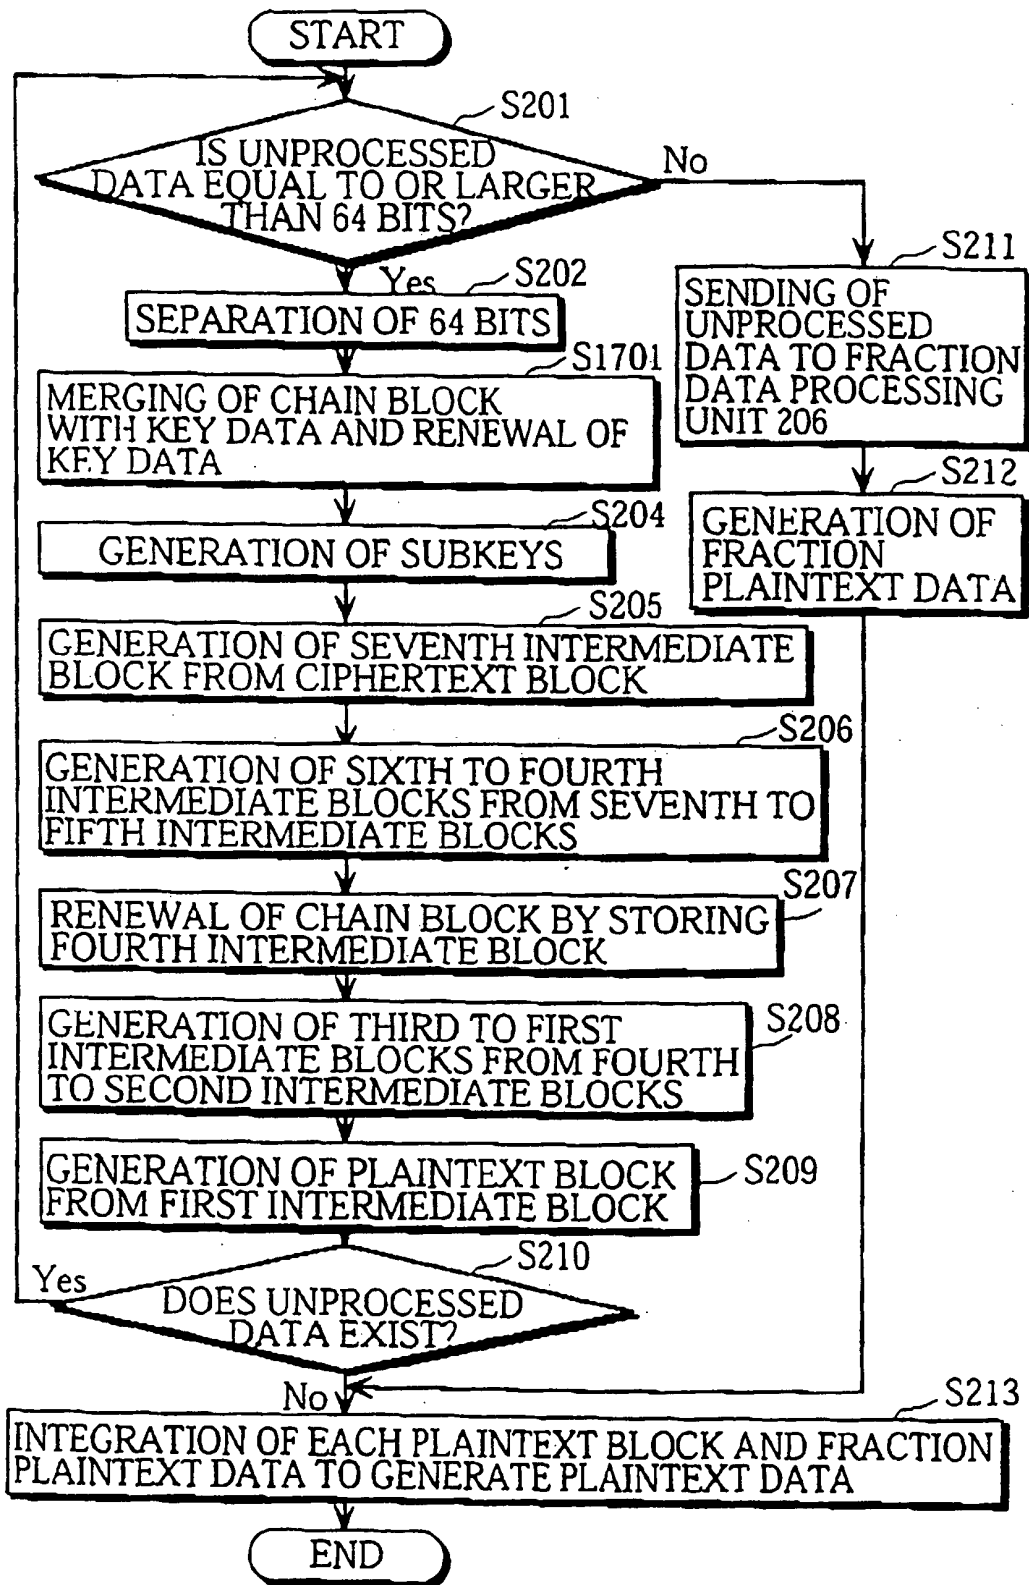 START
S201
IS UNPROCESSED
DATA EQUAL TO OR LARGER
THAN 64 BITS?
No
Yes
S202
SEPARATION OF 64 BITS
S1701
MERGING OF CHAIN BLOCK
WITH KEY DATA AND RENEWAL OF
KEY DATA
S204
GENERATION OF SUBKEYS
S205
GENERATION OF SEVENTH INTERMEDIATE
BLOCK FROM CIPHERTEXT BLOCK
S206
GENERATION OF SIXTH TO FOURTH
INTERMEDIATE BLOCKS FROM SEVENTH TO
FIFTH INTERMEDIATE BLOCKS
S207
RENEWAL OF CHAIN BLOCK BY STORING
FOURTH INTERMEDIATE BLOCK
S208
GENERATION OF THIRD TO FIRST
INTERMEDIATE BLOCKS FROM FOURTH
TO SECOND INTERMEDIATE BLOCKS
S209
GENERATION OF PLAINTEXT BLOCK
FROM FIRST INTERMEDIATE BLOCK
S210
Yes
DOES UNPROCESSED
DATA EXIST?
No
S211
SENDING OF
UNPROCESSED
DATA TO FRACTION
DATA PROCESSING
UNIT 206
S212
GENERATION OF
FRACTION
PLAINTEXT DATA
S213
INTEGRATION OF EACH PLAINTEXT BLOCK AND FRACTION
PLAINTEXT DATA TO GENERATE PLAINTEXT DATA
END